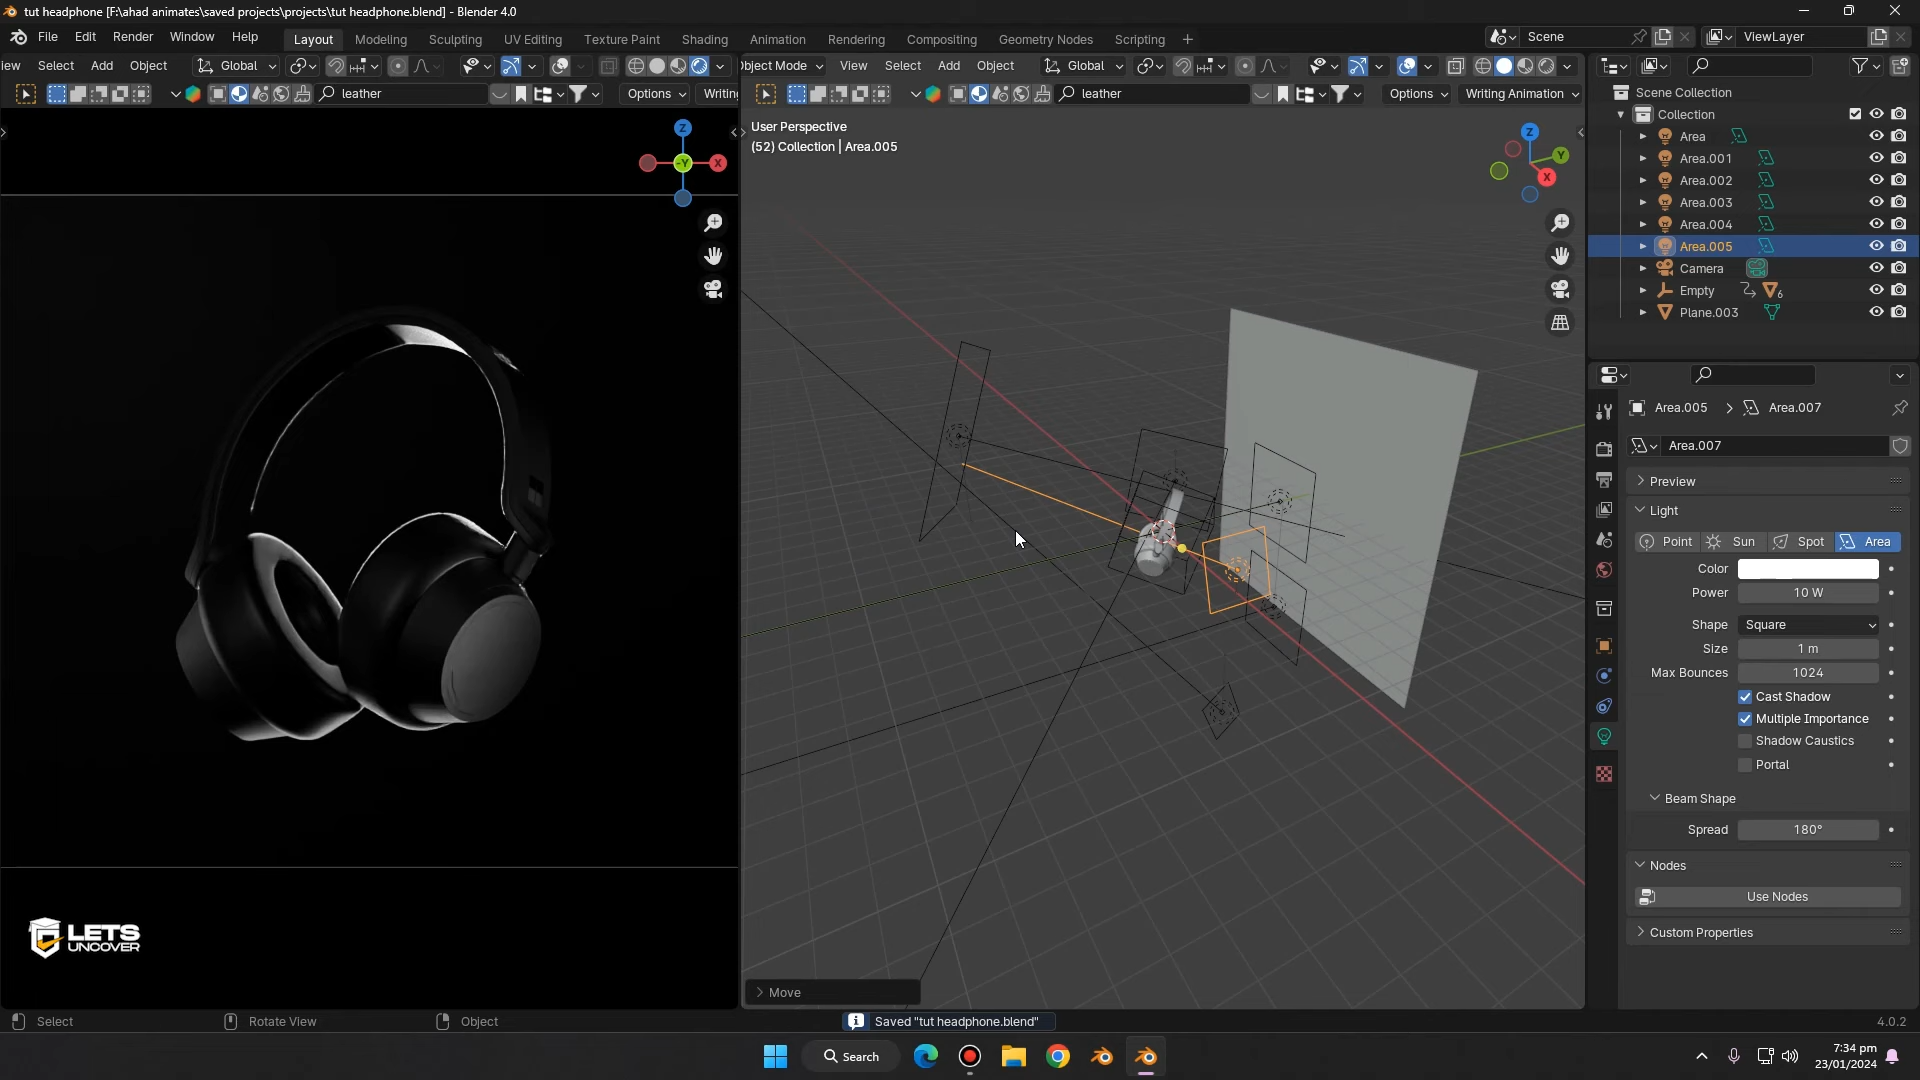 tut headphone [F:\ahad animates\saved projects\projects\tut headphone.blend] - Blender 4.0
File Edit Render Window Help Layout Modeling Sculpting UV Editing Texture Paint Shading Animation Rendering Compositing Geometry Nodes Scripting + Scene ViewLayer
iew Select Add Object Global
bject Mode View Select Add Object Global
leather Options Writing
leather Options Writing Animation
User Perspective
(52) Collection | Area.005
Z
-Y
X
Z
Y
X
Scene Collection
Collection
Area
Area.001
Area.002
Area.003
Area.004
Area.005
Camera
Empty 6
Plane.003
Area.005 > Area.007
Area.007
Preview
Light
Point Sun Spot Area
Color
Power 10 W
Shape Square
Size 1 m
Max Bounces 1024
Cast Shadow
Multiple Importance
Shadow Caustics
Portal
Beam Shape
Spread 180°
Nodes
Use Nodes
Custom Properties
LETS
UNCOVER
> Move
Select Rotate View Object Saved "tut headphone.blend" 4.0.2
Search
7:34 pm
23/01/2024